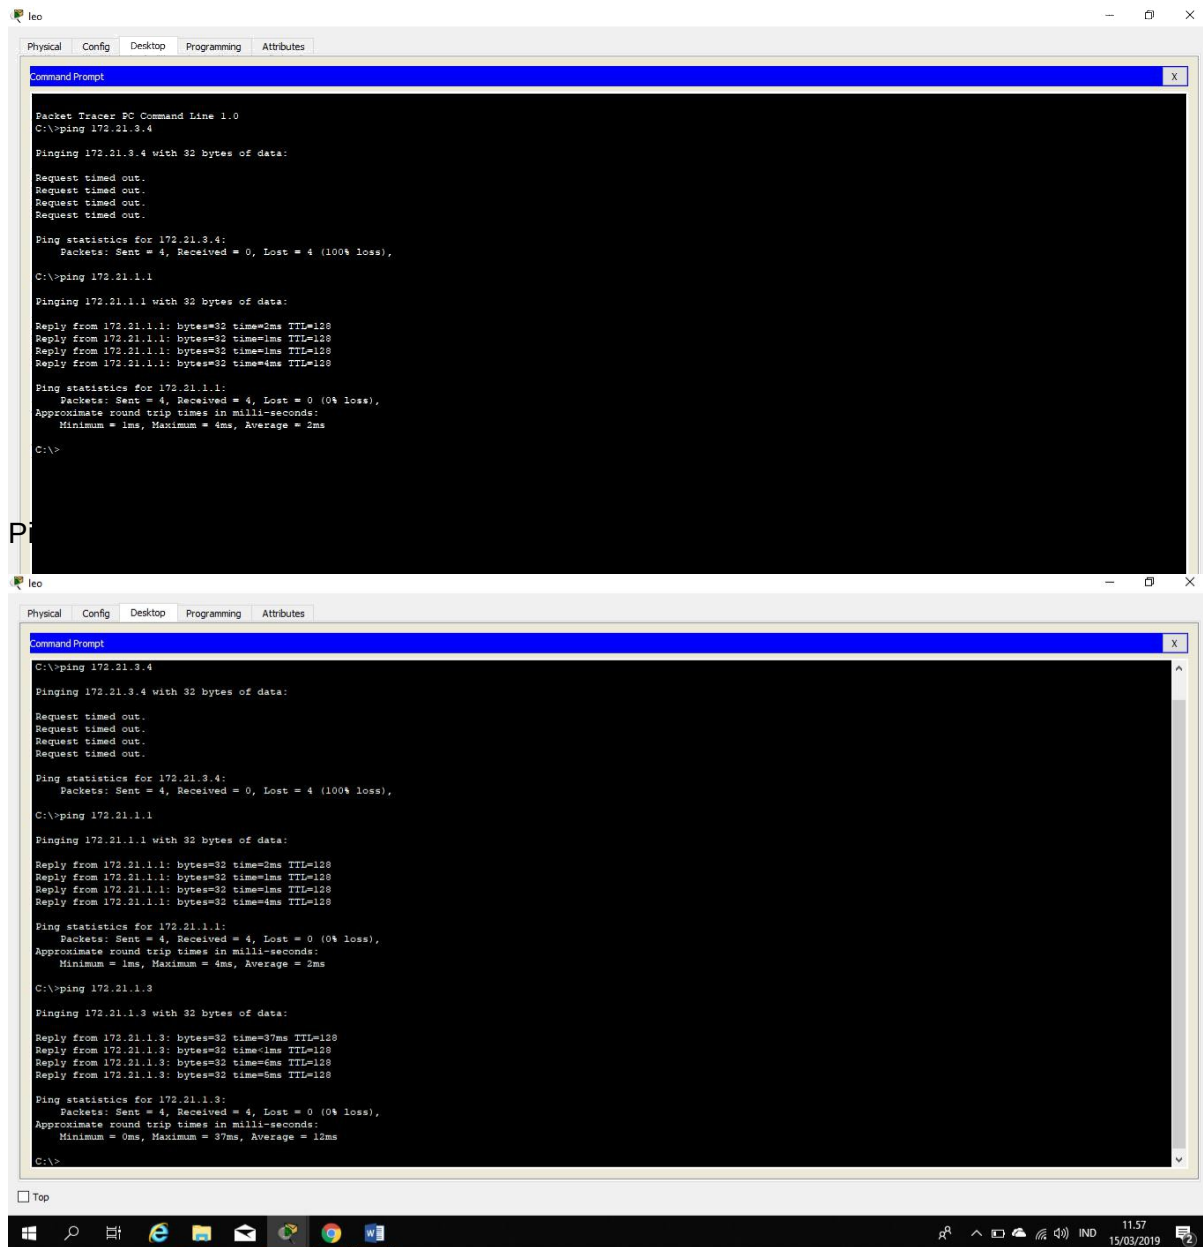 leo
Physical Config Desktop Programming Attributes
Command Prompt X
Packet Tracer PC Command Line 1.0
C:\>ping 172.21.3.4
Pinging 172.21.3.4 with 32 bytes of data:
Request timed out.
Request timed out.
Request timed out.
Request timed out.
Ping statistics for 172.21.3.4:
Packets: Sent = 4, Received = 0, Lost = 4 (100% loss),
C:\>ping 172.21.1.1
Pinging 172.21.1.1 with 32 bytes of data:
Reply from 172.21.1.1: bytes=32 time=2ms TTL=128
Reply from 172.21.1.1: bytes=32 time=1ms TTL=128
Reply from 172.21.1.1: bytes=32 time=1ms TTL=128
Reply from 172.21.1.1: bytes=32 time=4ms TTL=128
Ping statistics for 172.21.1.1:
Packets: Sent = 4, Received = 4, Lost = 0 (0% loss),
Approximate round trip times in milli-seconds:
Minimum = 1ms, Maximum = 4ms, Average = 2ms
C:\>
leo
Physical Config Desktop Programming Attributes
Command Prompt X
C:\>ping 172.21.3.4
Pinging 172.21.3.4 with 32 bytes of data:
Request timed out.
Request timed out.
Request timed out.
Request timed out.
Ping statistics for 172.21.3.4:
Packets: Sent = 4, Received = 0, Lost = 4 (100% loss),
C:\>ping 172.21.1.1
Pinging 172.21.1.1 with 32 bytes of data:
Reply from 172.21.1.1: bytes=32 time=2ms TTL=128
Reply from 172.21.1.1: bytes=32 time=1ms TTL=128
Reply from 172.21.1.1: bytes=32 time=1ms TTL=128
Reply from 172.21.1.1: bytes=32 time=4ms TTL=128
Ping statistics for 172.21.1.1:
Packets: Sent = 4, Received = 4, Lost = 0 (0% loss),
Approximate round trip times in milli-seconds:
Minimum = 1ms, Maximum = 4ms, Average = 2ms
C:\>ping 172.21.1.3
Pinging 172.21.1.3 with 32 bytes of data:
Reply from 172.21.1.3: bytes=32 time=37ms TTL=128
Reply from 172.21.1.3: bytes=32 time<1ms TTL=128
Reply from 172.21.1.3: bytes=32 time=6ms TTL=128
Reply from 172.21.1.3: bytes=32 time=5ms TTL=128
Ping statistics for 172.21.1.3:
Packets: Sent = 4, Received = 4, Lost = 0 (0% loss),
Approximate round trip times in milli-seconds:
Minimum = 0ms, Maximum = 37ms, Average = 12ms
C:\>
Top
IND 11.57
15/03/2019